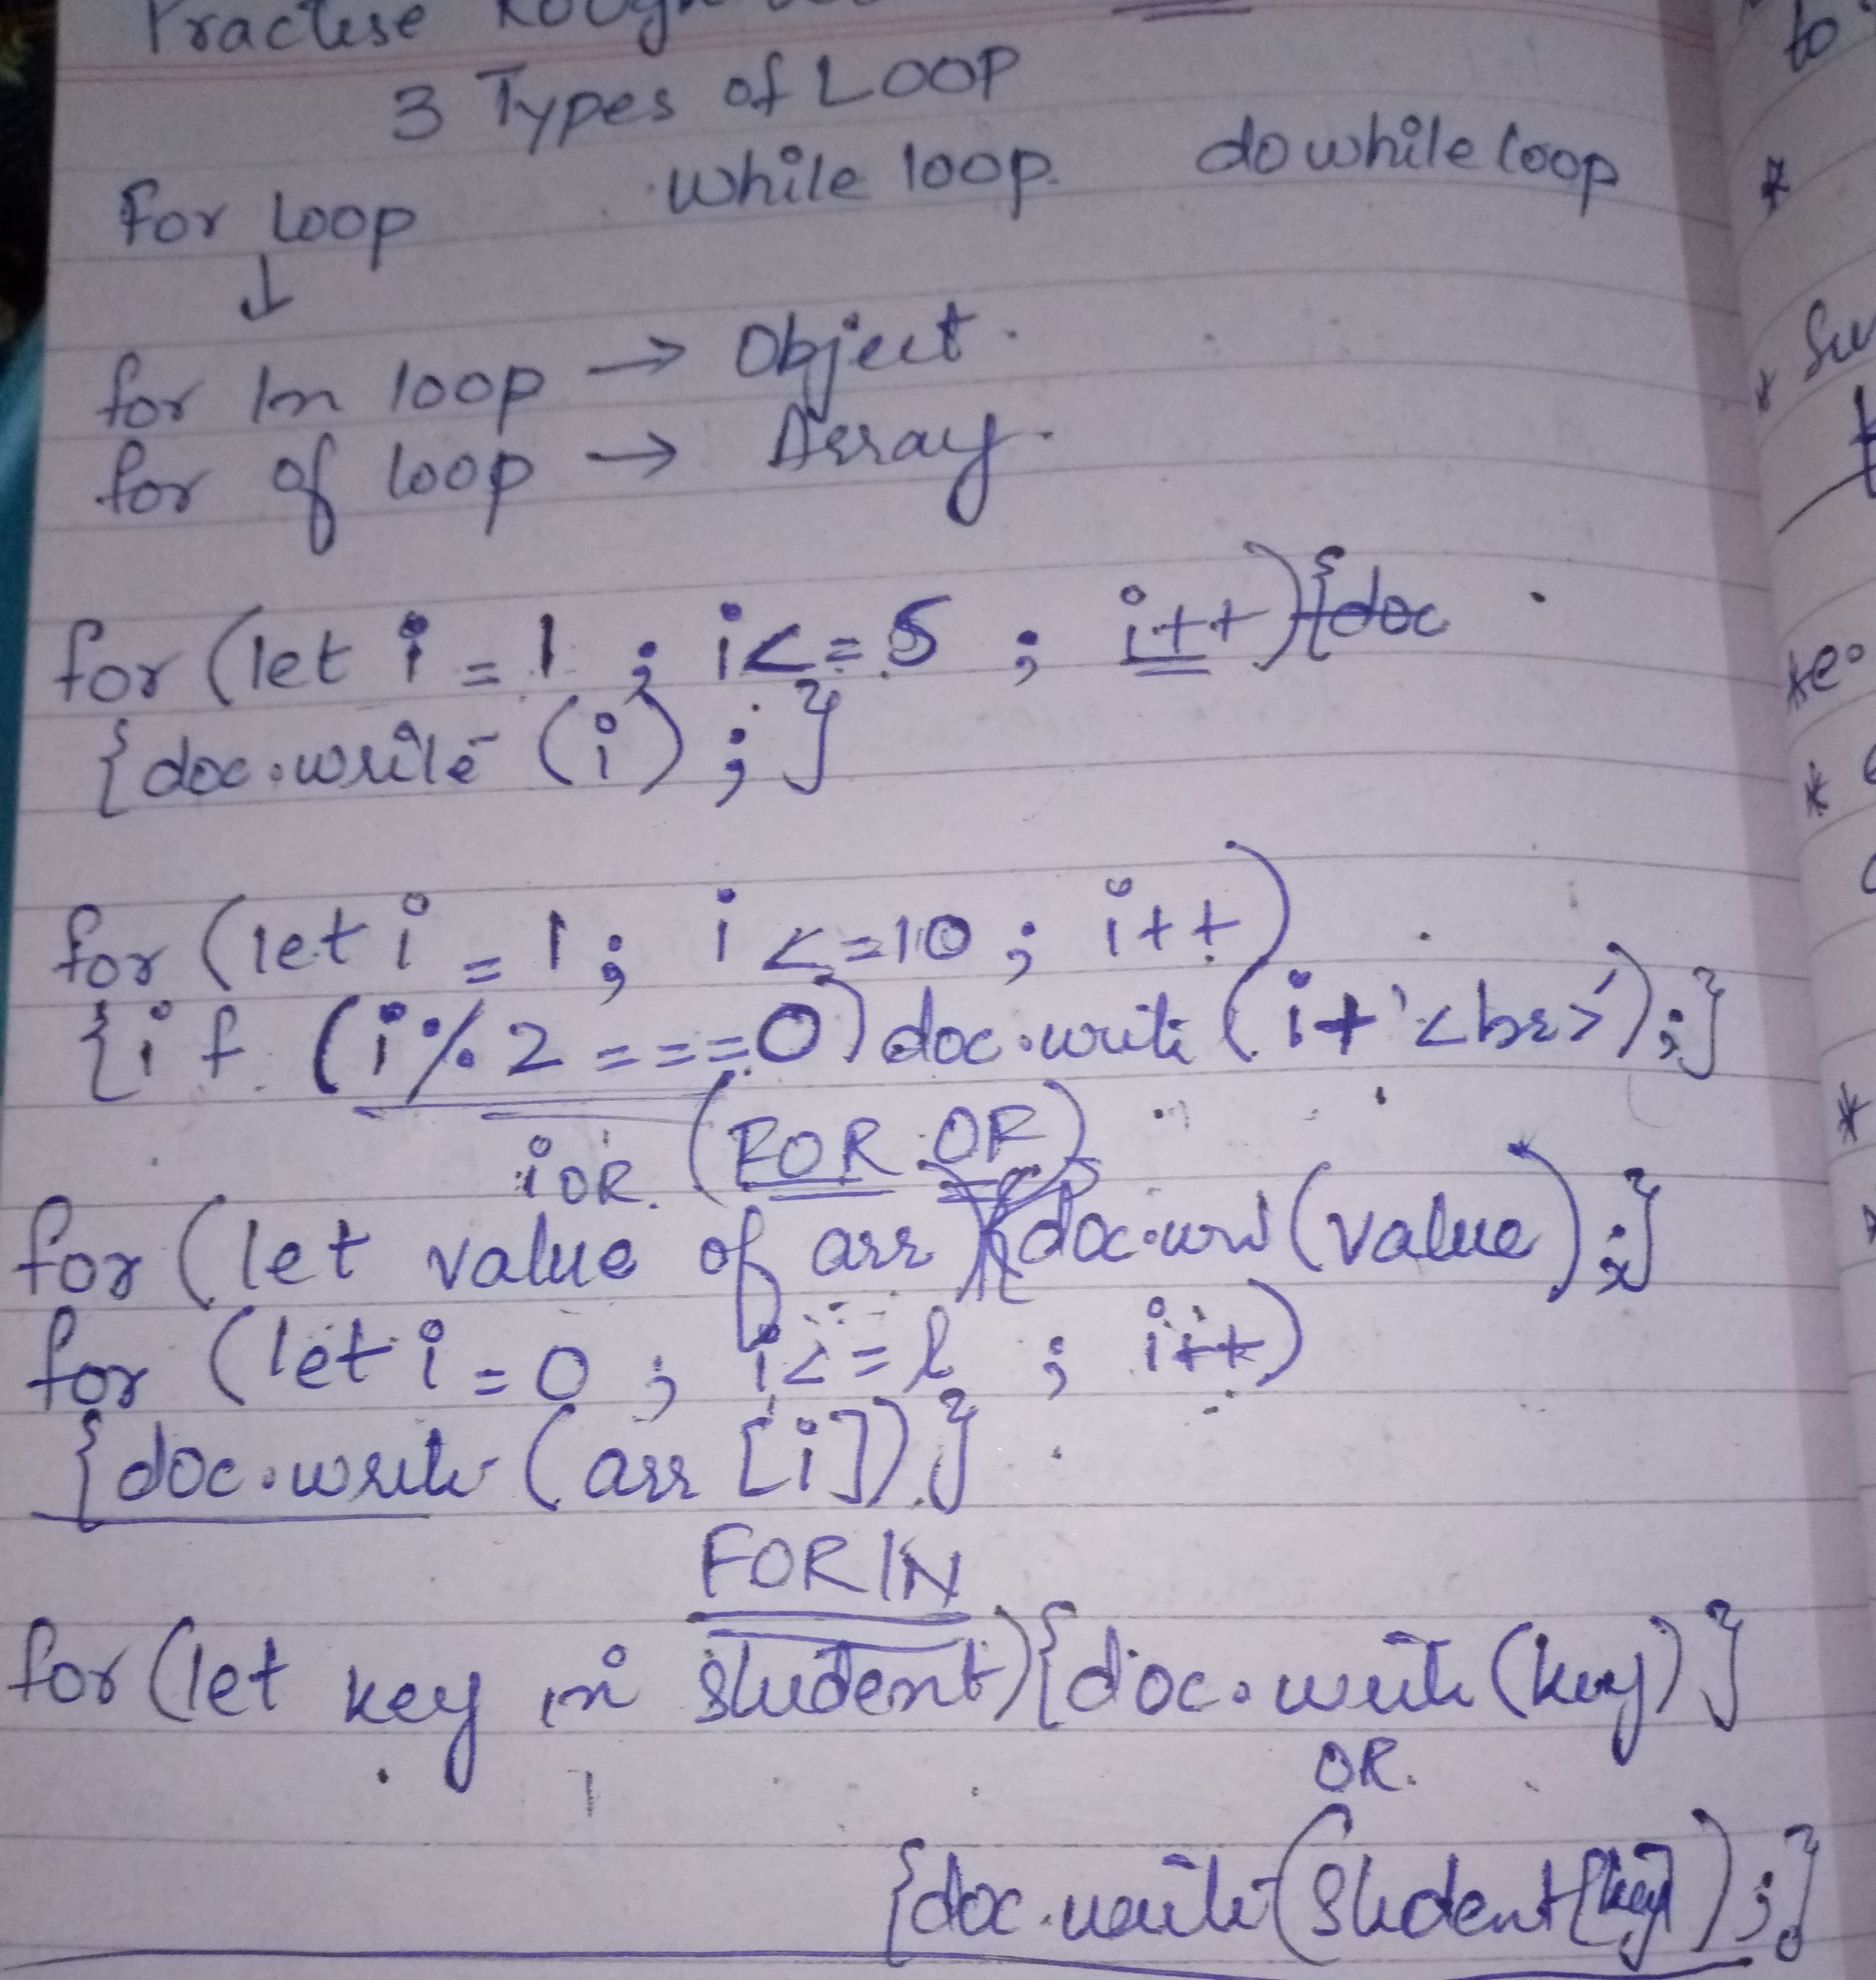 Practise Rough
3 Types of LOOP
For Loop while loop. do while loop
↓
for In loop → Object.
for of loop → Array.
for (let i = 1 ; i <= 5 ; i++) {doc
{doc.write (i) ; }
for (let i = 1 ; i <= 10 ; i++)
{if (i % 2 === 0) doc.write (i + '<br>') ; }
i OR. (FOR OF)
for (let value of arr) {doc.wri (value) ; }
for (let i = 0 ; i <= l ; i++)
{doc.write (arr [i]) }
FOR IN
for (let key in student) {doc.write (key) }
OR.
{doc.write (Student [key] ) ; }
to
*
* Su
*
*
*